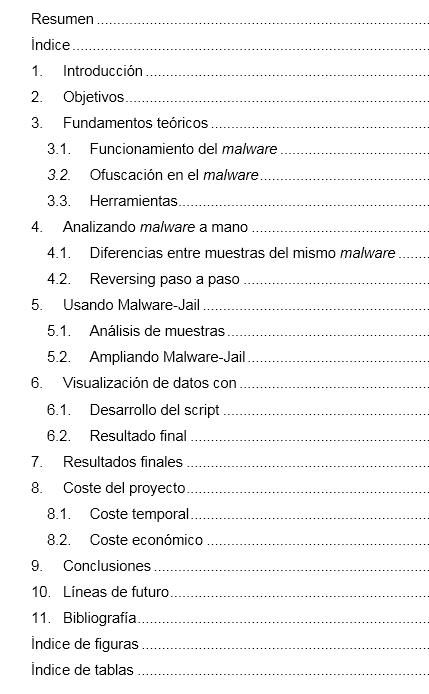 Resumen
Índice
1. Introducción
2. Objetivos
3. Fundamentos teóricos
3.1. Funcionamiento del malware
3.2. Ofuscación en el malware
3.3. Herramientas
4. Analizando malware a mano
4.1. Diferencias entre muestras del mismo malware
4.2. Reversing paso a paso
5. Usando Malware-Jail
5.1. Análisis de muestras
5.2. Ampliando Malware-Jail
6. Visualización de datos con
6.1. Desarrollo del script
6.2. Resultado final
7. Resultados finales
8. Coste del proyecto
8.1. Coste temporal
8.2. Coste económico
9. Conclusiones
10. Líneas de futuro
11. Bibliografía
Índice de figuras
Índice de tablas